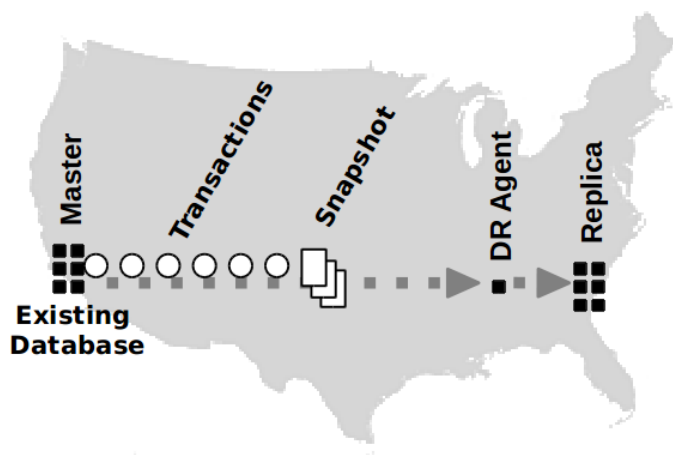 Master
Transactions
Snapshot
DR Agent
Replica
Existing
Database